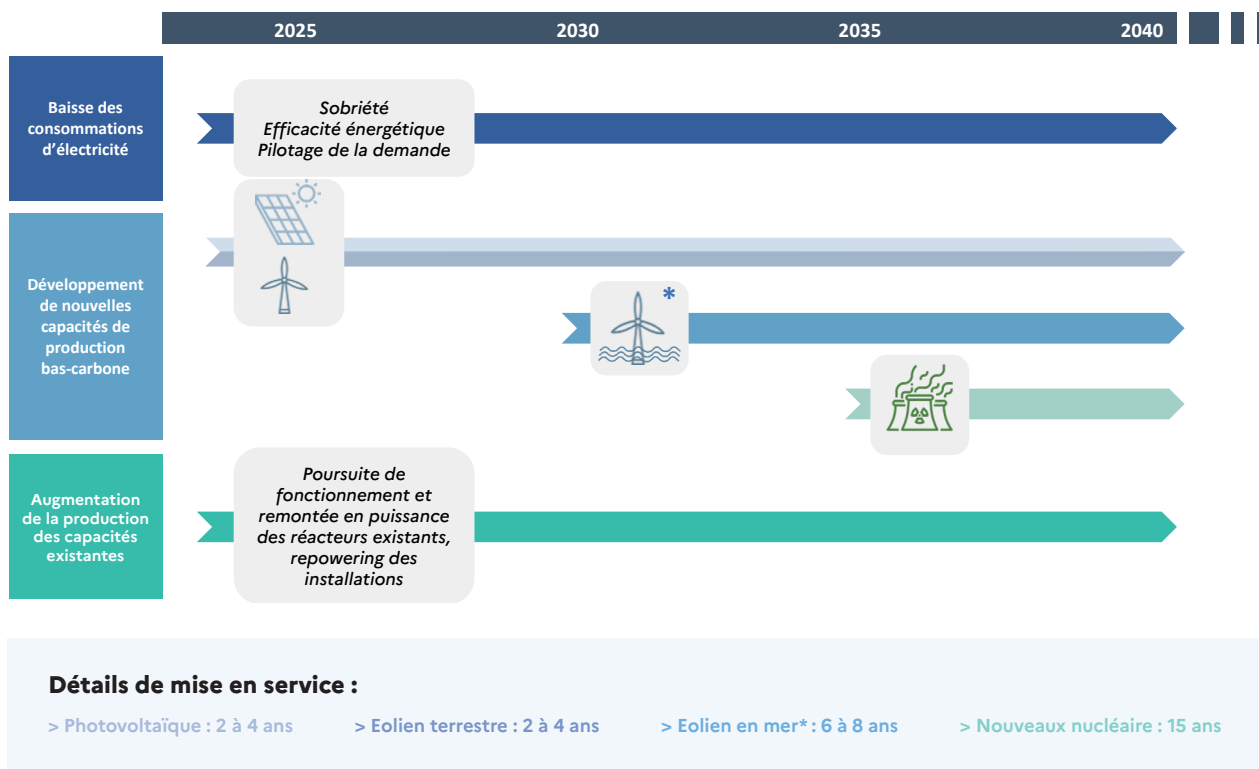 2025 2030 2035 2040
Baisse des
consommations
d'électricité
Sobriété
Efficacité énergétique
Pilotage de la demande
Développement
de nouvelles
capacités de
production
bas-carbone
*
Augmentation
de la production
des capacités
existantes
Poursuite de
fonctionnement et
remontée en puissance
des réacteurs existants,
repowering des
installations
Détails de mise en service :
> Photovoltaïque : 2 à 4 ans > Eolien terrestre : 2 à 4 ans > Eolien en mer* : 6 à 8 ans > Nouveaux nucléaire : 15 ans